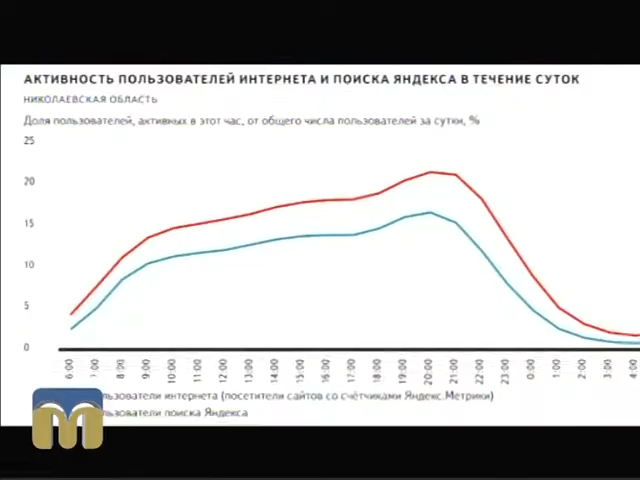 АКТИВНОСТЬ ПОЛЬЗОВАТЕЛЕЙ ИНТЕРНЕТА И ПОИСКА ЯНДЕКСА В ТЕЧЕНИЕ СУТОК
НИКОЛАЕВСКАЯ ОБЛАСТЬ
Доля пользователей, активных в этот час, от общего числа пользователей за сутки, %
25
20
15
10
5
0
6:00 7:00 8:00 9:00 10:00 11:00 12:00 13:00 14:00 15:00 16:00 17:00 18:00 19:00 20:00 21:00 22:00 23:00 0:00 1:00 2:00 3:00 4:00
льзователи интернета (посетители сайтов со счётчиками Яндекс.Метрики)
льзователи поиска Яндекса